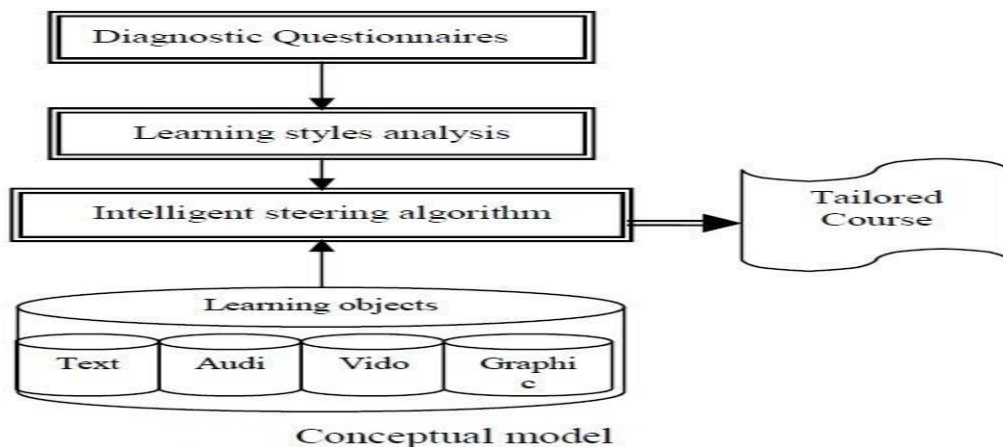 Diagnostic Questionnaires
Learning styles analysis
Intelligent steering algorithm
Tailored
Course
Learning objects
Text
Audi
Vido
Graphi
c
Conceptual model